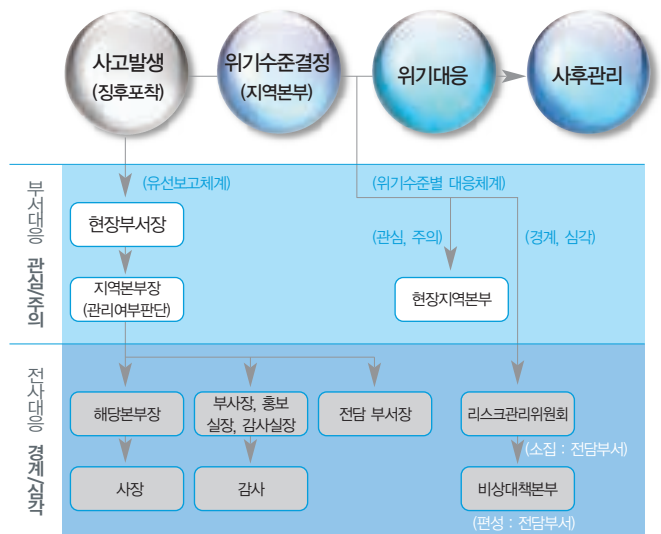 사고발생
(징후포착)
위기수준결정
(지역본부)
위기대응
사후관리
부서대응 관심/주의
(유선보고체계)
(위기수준별 대응체계)
현장부서장
(관심, 주의)
(경계, 심각)
지역본부장
(관리여부판단)
현장지역본부
전사대응 경계/심각
해당본부장
부사장, 홍보
실장, 감사실장
전담 부서장
리스크관리위원회
(소집 : 전담부서)
사장
감사
비상대책본부
(편성 : 전담부서)